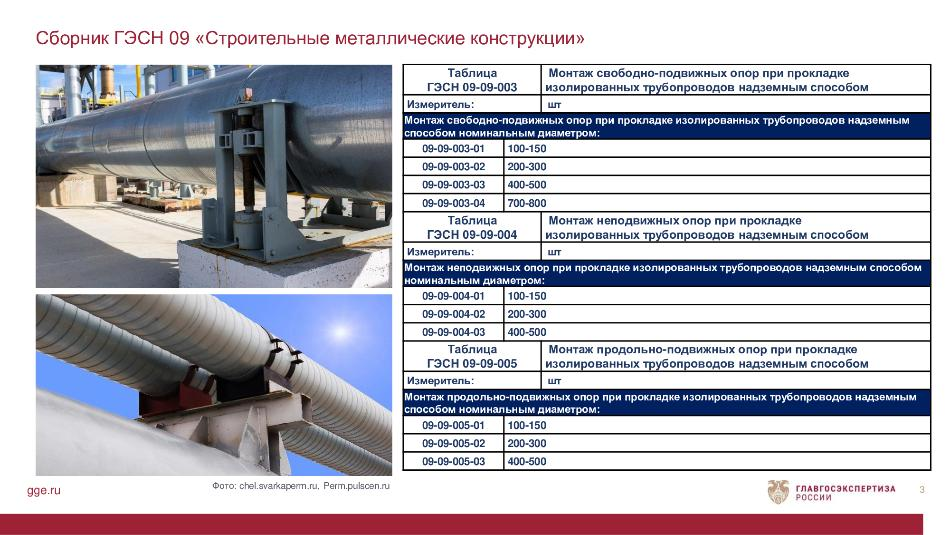 Сборник ГЭСН 09 «Строительные металлические конструкции»
Таблица
ГЭСН 09-09-003
Монтаж свободно-подвижных опор при прокладке
изолированных трубопроводов надземным способом
Измеритель:
шт
Монтаж свободно-подвижных опор при прокладке изолированных трубопроводов надземным
способом номинальным диаметром:
09-09-003-01 100-150
09-09-003-02 200-300
09-09-003-03 400-500
09-09-003-04 700-800
Таблица
ГЭСН 09-09-004
Монтаж неподвижных опор при прокладке
изолированных трубопроводов надземным способом
Измеритель:
шт
Монтаж неподвижных опор при прокладке изолированных трубопроводов надземным способом
номинальным диаметром:
09-09-004-01 100-150
09-09-004-02 200-300
09-09-004-03 400-500
Таблица
ГЭСН 09-09-005
Монтаж продольно-подвижных опор при прокладке
изолированных трубопроводов надземным способом
Измеритель:
шт
Монтаж продольно-подвижных опор при прокладке изолированных трубопроводов надземным
способом номинальным диаметром:
09-09-005-01 100-150
09-09-005-02 200-300
09-09-005-03 400-500
Фото: chel.svarkaperm.ru, Perm.pulscen.ru
gge.ru
ГЛАВГОСЭКСПЕРТИЗА
РОССИИ
3